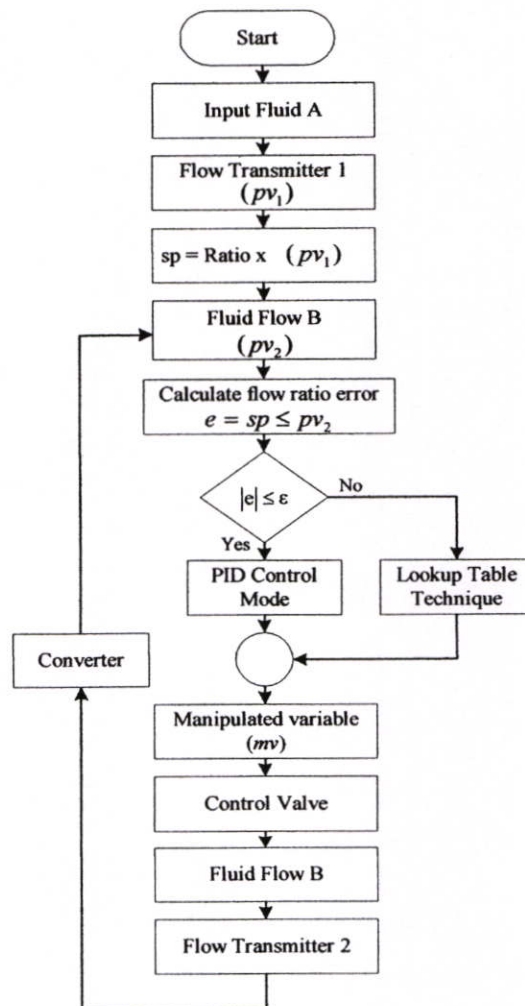 Start
Input Fluid A
Flow Transmitter 1
(pv₁)
sp = Ratio x (pv₁)
Fluid Flow B
(pv₂)
Calculate flow ratio error
e = sp ≤ pv₂
|e| ≤ ε
No
Yes
PID Control
Mode
Lookup Table
Technique
Converter
Manipulated variable
(mv)
Control Valve
Fluid Flow B
Flow Transmitter 2